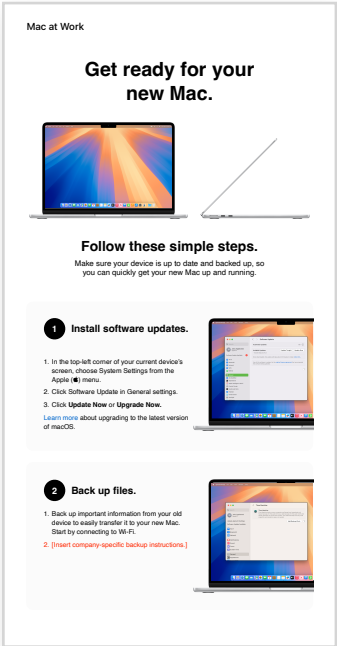 Mac at Work
Get ready for your
new Mac.
Follow these simple steps.
Make sure your device is up to date and backed up, so
you can quickly get your new Mac up and running.
1 Install software updates.
1. In the top-left corner of your current device's
screen, choose System Settings from the
Apple () menu.
2. Click Software Update in General settings.
3. Click Update Now or Upgrade Now.
Learn more about upgrading to the latest version
of macOS.
2 Back up files.
1. Back up important information from your old
device to easily transfer it to your new Mac.
Start by connecting to Wi-Fi.
2. [Insert company-specific backup instructions.]